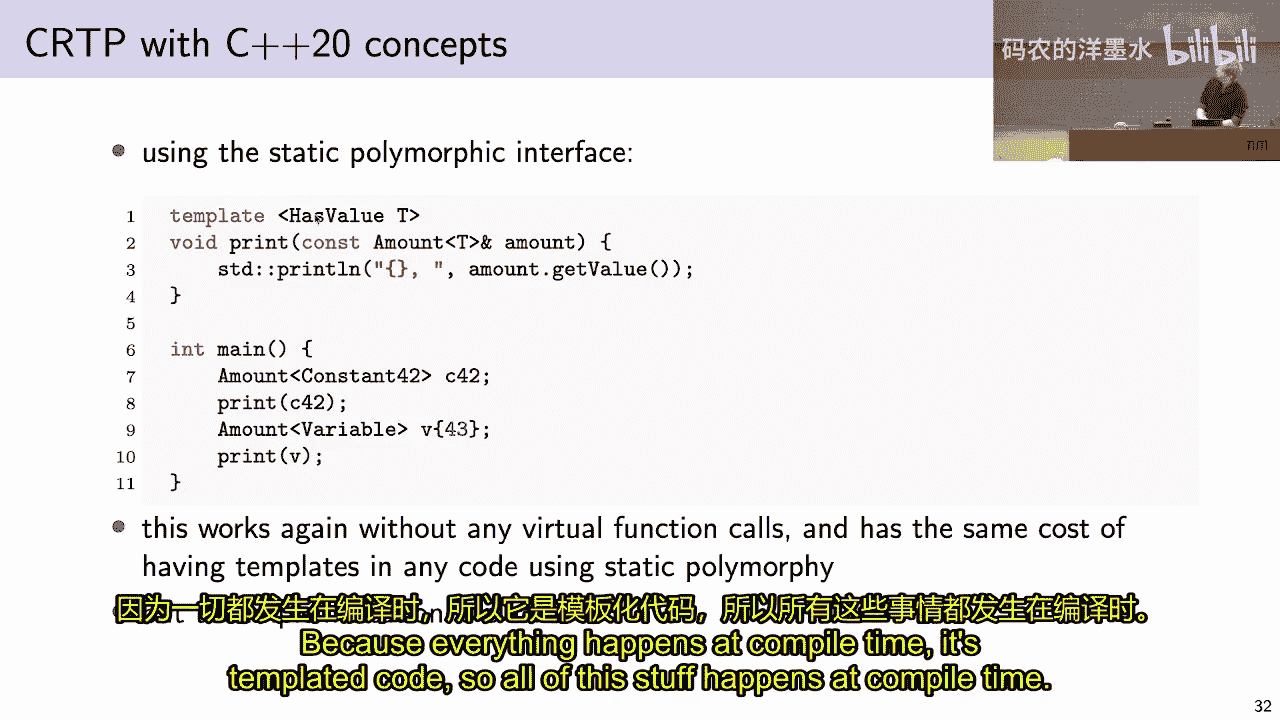 CRTP with C++20 concepts
码农的洋墨水 bilibili
using the static polymorphic interface:
1 template <HasValue T>
2 void print(const Amount<T>& amount) {
3 std::println("{}, ", amount.getValue());
4 }
5
6 int main() {
7 Amount<Constant42> c42;
8 print(c42);
9 Amount<Variable> v{43};
10 print(v);
11 }
this works again without any virtual function calls, and has the same cost of
having templates in any code using static polymorphy
因为一切都发生在编译时，所以它是模板化代码，所以所有这些事情都发生在编译时。
Because everything happens at compile time, it's
templated code, so all of this stuff happens at compile time.
32